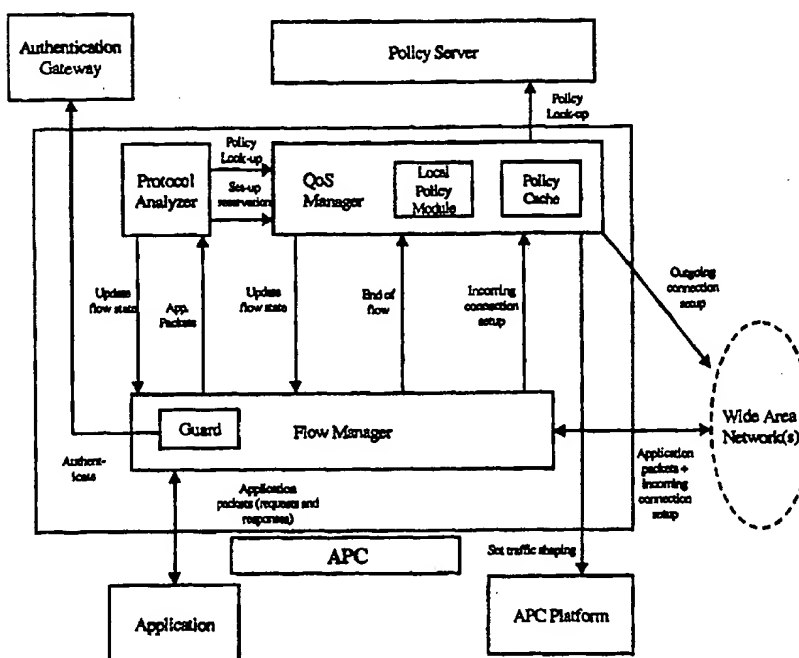 Authentication
Gateway
Policy Server
Policy
Look-up
Policy
Look-up
Protocol
Analyzer
Set-up
reservation
QoS
Manager
Local
Policy
Module
Policy
Cache
Update
flow state
App.
Packets
Update
flow state
End of
flow
Incoming
connection
setup
Outgoing
connection
setup
Guard
Flow Manager
Wide Area
Network(s)
Authent-
icate
Application
packets (requests and
responses)
Application
packets +
incoming
connection
setup
APC
Set traffic shaping
Application
APC Platform